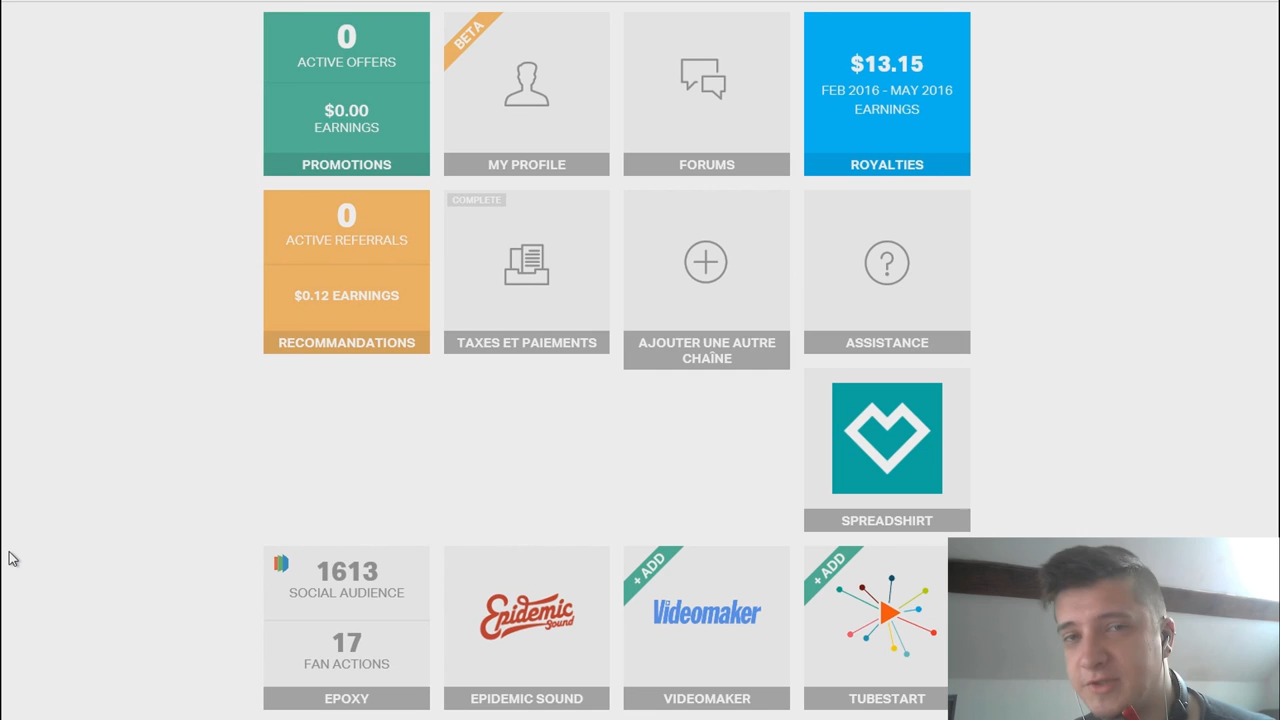 0
ACTIVE OFFERS
$0.00
EARNINGS
PROMOTIONS
BETA
MY PROFILE
FORUMS
$13.15
FEB 2016 - MAY 2016
EARNINGS
ROYALTIES
0
ACTIVE REFERRALS
$0.12 EARNINGS
RECOMMANDATIONS
COMPLETE
TAXES ET PAIEMENTS
AJOUTER UNE AUTRE
CHAÎNE
?
ASSISTANCE
SPREADSHIRT
1613
SOCIAL AUDIENCE
17
FAN ACTIONS
EPOXY
Epidemic
Sound
EPIDEMIC SOUND
+ ADD
Videomaker
VIDEOMAKER
+ ADD
TUBESTART